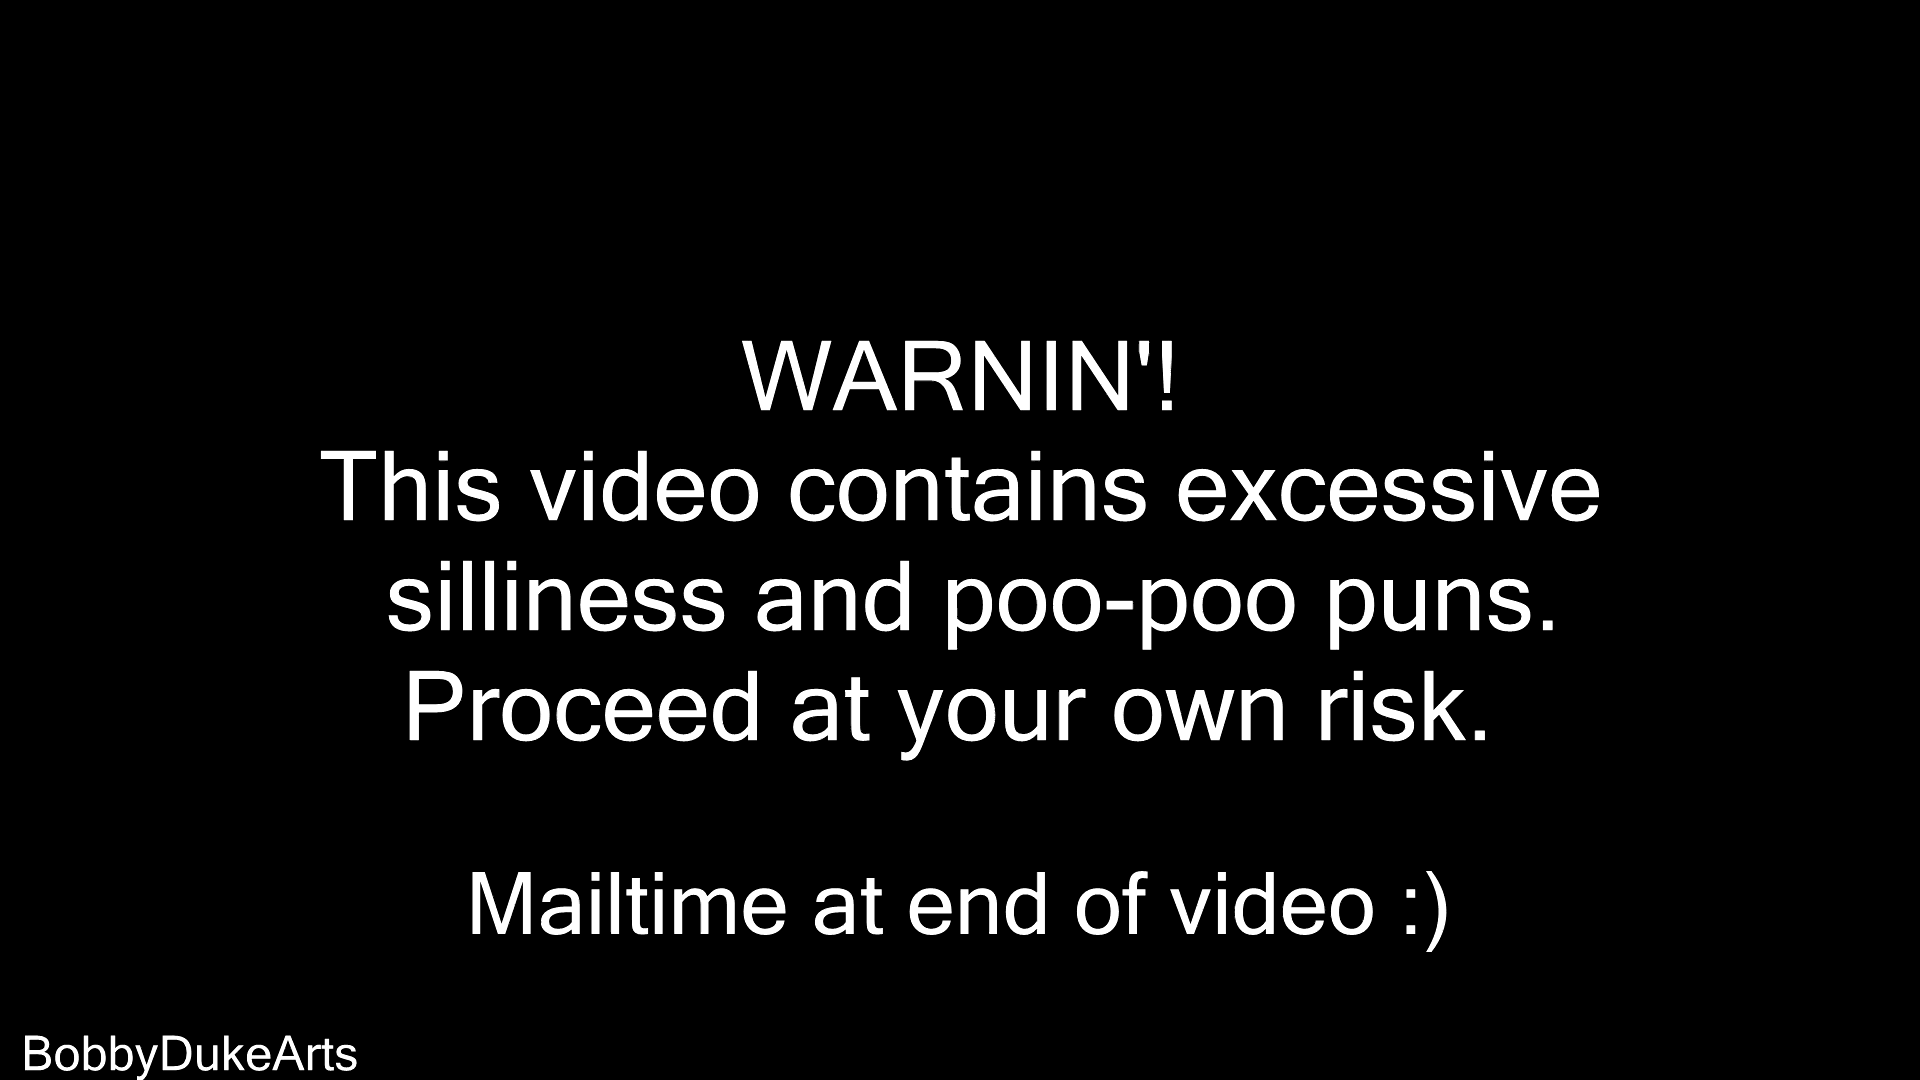 WARNIN'!
This video contains excessive
silliness and poo-poo puns.
Proceed at your own risk.
Mailtime at end of video :)
BobbyDukeArts